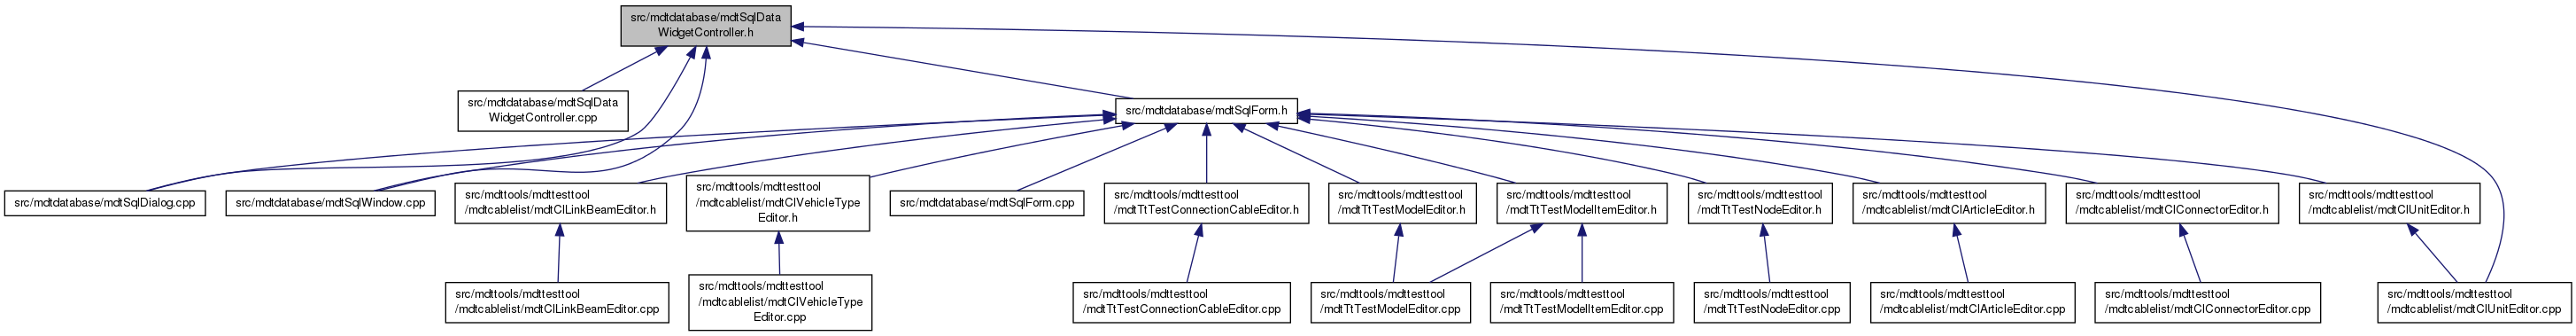 src/mdtdatabase/mdtSqlData
WidgetController.h
src/mdtdatabase/mdtSqlData
WidgetController.cpp
src/mdtdatabase/mdtSqlForm.h
src/mdtdatabase/mdtSqlDialog.cpp
src/mdtdatabase/mdtSqlWindow.cpp
src/mdttools/mdttesttool
/mdtcablelist/mdtClLinkBeamEditor.h
src/mdttools/mdttesttool
/mdtcablelist/mdtClVehicleType
Editor.h
src/mdtdatabase/mdtSqlForm.cpp
src/mdttools/mdttesttool
/mdtTtTestConnectionCableEditor.h
src/mdttools/mdttesttool
/mdtTtTestModelEditor.h
src/mdttools/mdttesttool
/mdtTtTestModelItemEditor.h
src/mdttools/mdttesttool
/mdtTtTestNodeEditor.h
src/mdttools/mdttesttool
/mdtcablelist/mdtClArticleEditor.h
src/mdttools/mdttesttool
/mdtcablelist/mdtClConnectorEditor.h
src/mdttools/mdttesttool
/mdtcablelist/mdtClUnitEditor.h
src/mdttools/mdttesttool
/mdtcablelist/mdtClLinkBeamEditor.cpp
src/mdttools/mdttesttool
/mdtcablelist/mdtClVehicleType
Editor.cpp
src/mdttools/mdttesttool
/mdtTtTestConnectionCableEditor.cpp
src/mdttools/mdttesttool
/mdtTtTestModelEditor.cpp
src/mdttools/mdttesttool
/mdtTtTestModelItemEditor.cpp
src/mdttools/mdttesttool
/mdtTtTestNodeEditor.cpp
src/mdttools/mdttesttool
/mdtcablelist/mdtClArticleEditor.cpp
src/mdttools/mdttesttool
/mdtcablelist/mdtClConnectorEditor.cpp
src/mdttools/mdttesttool
/mdtcablelist/mdtClUnitEditor.cpp